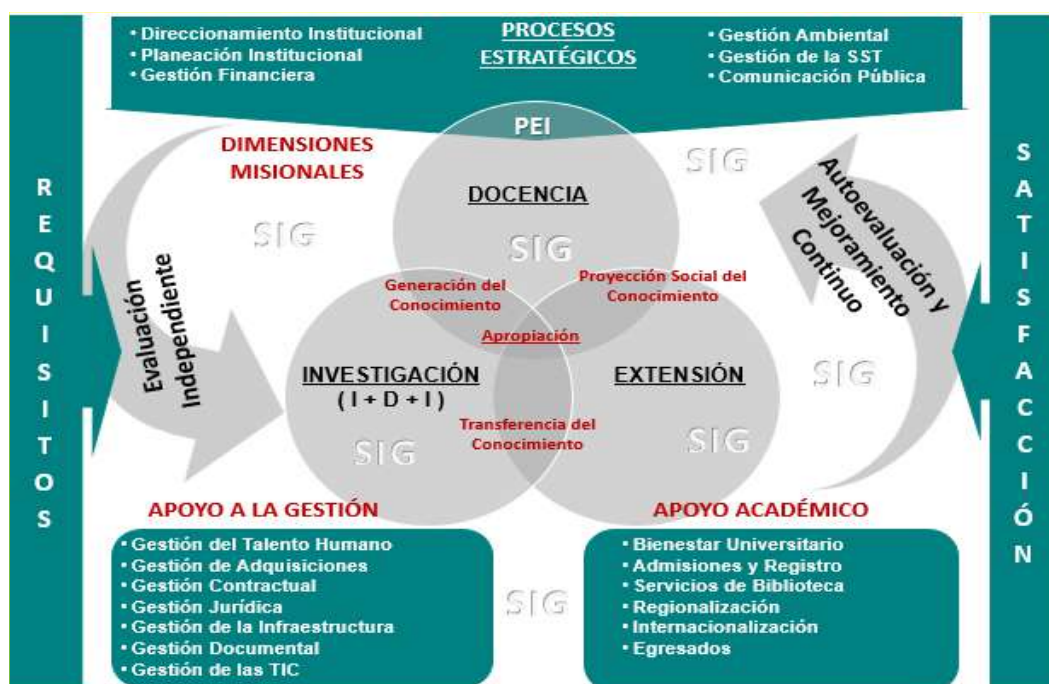 • Direccionamiento Institucional
• Planeación Institucional
• Gestión Financiera
PROCESOS
ESTRATÉGICOS
• Gestión Ambiental
• Gestión de la SST
• Comunicación Pública
PEI
DIMENSIONES
MISIONALES
SIG
SIG
DOCENCIA
SIG
REQUISITOS
SATISFACCIÓN
Evaluación
Independiente
Autoevaluación y
Mejoramiento
Continuo
Generación del
Conocimiento
Proyección Social del
Conocimiento
Apropiación
INVESTIGACIÓN
( I + D + I )
EXTENSIÓN
SIG
Transferencia del
Conocimiento
SIG
SIG
APOYO A LA GESTIÓN
• Gestión del Talento Humano
• Gestión de Adquisiciones
• Gestión Contractual
• Gestión Jurídica
• Gestión de la Infraestructura
• Gestión Documental
• Gestión de las TIC
SIG
APOYO ACADÉMICO
• Bienestar Universitario
• Admisiones y Registro
• Servicios de Biblioteca
• Regionalización
• Internacionalización
• Egresados